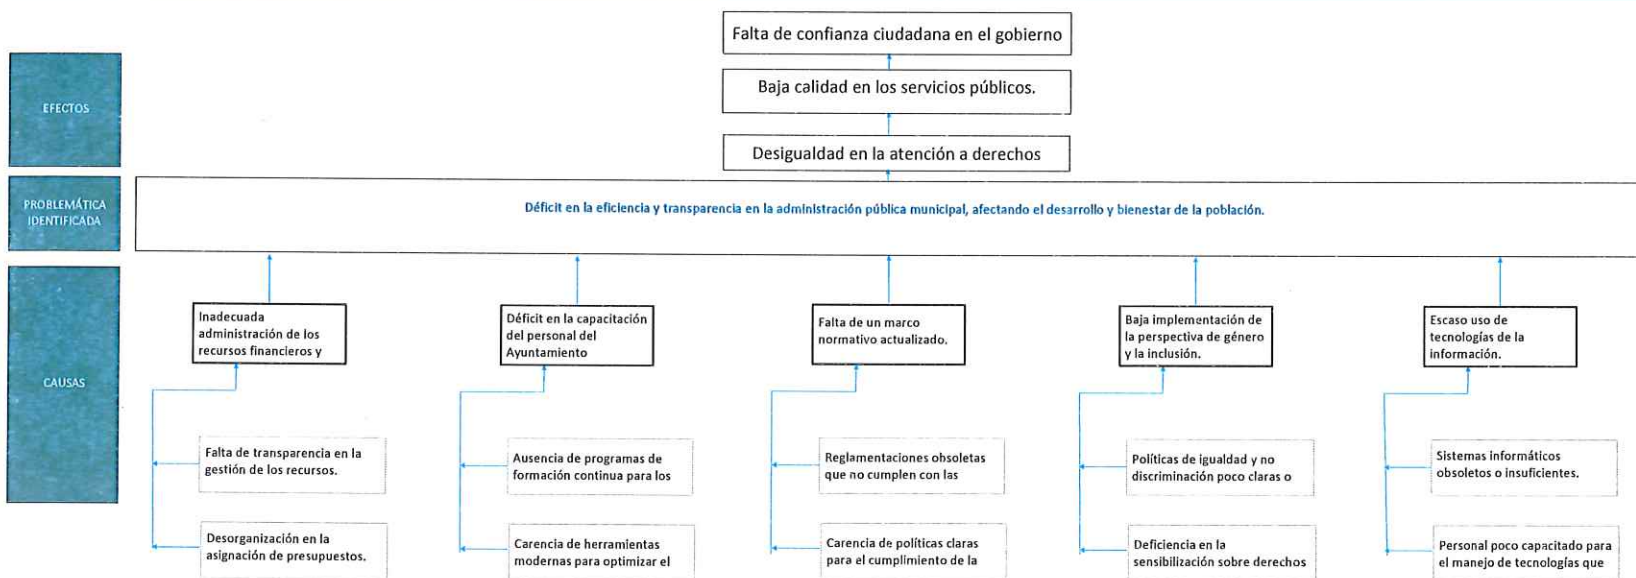 Falta de confianza ciudadana en el gobierno
EFECTOS
Baja calidad en los servicios públicos.
Desigualdad en la atención a derechos
PROBLEMÁTICA
IDENTIFICADA
Déficit en la eficiencia y transparencia en la administración pública municipal, afectando el desarrollo y bienestar de la población.
CAUSAS
Inadecuada
administración de los
recursos financieros y
Déficit en la capacitación
del personal del
Ayuntamiento
Falta de un marco
normativo actualizado.
Baja implementación de
la perspectiva de género
y la inclusión.
Escaso uso de
tecnologías de la
información.
Falta de transparencia en la
gestión de los recursos.
Ausencia de programas de
formación continua para los
Reglamentaciones obsoletas
que no cumplen con las
Políticas de igualdad y no
discriminación poco claras o
Sistemas informáticos
obsoletos o insuficientes.
Desorganización en la
asignación de presupuestos.
Carencia de herramientas
modernas para optimizar el
Carencia de políticas claras
para el cumplimiento de la
Deficiencia en la
sensibilización sobre derechos
Personal poco capacitado para
el manejo de tecnologías que